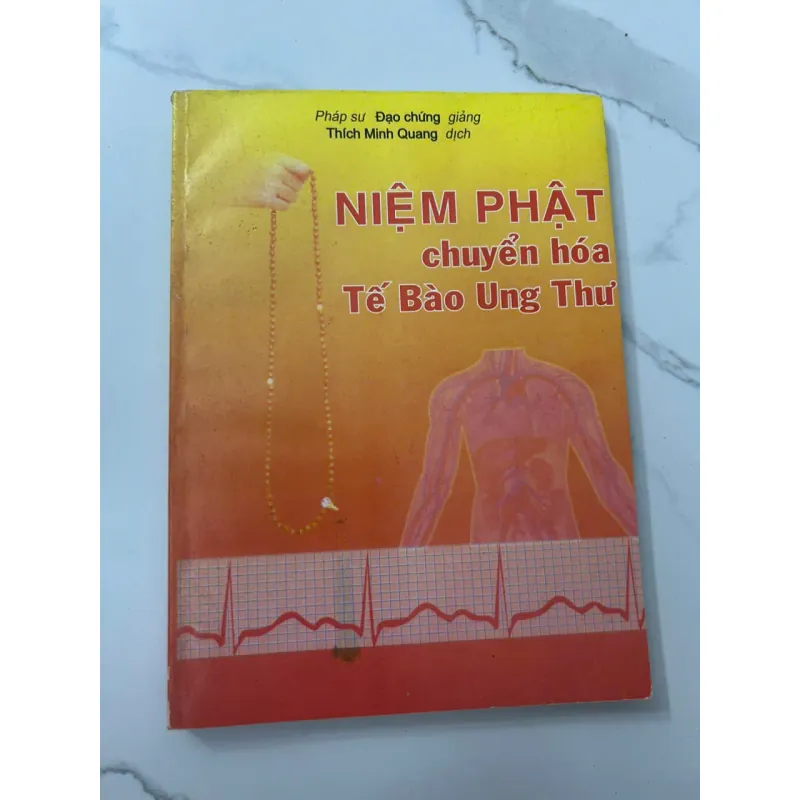 Pháp sư Đạo chứng giảng
Thích Minh Quang dịch
NIỆM PHẬT
chuyển hóa
Tế Bào Ung Thư